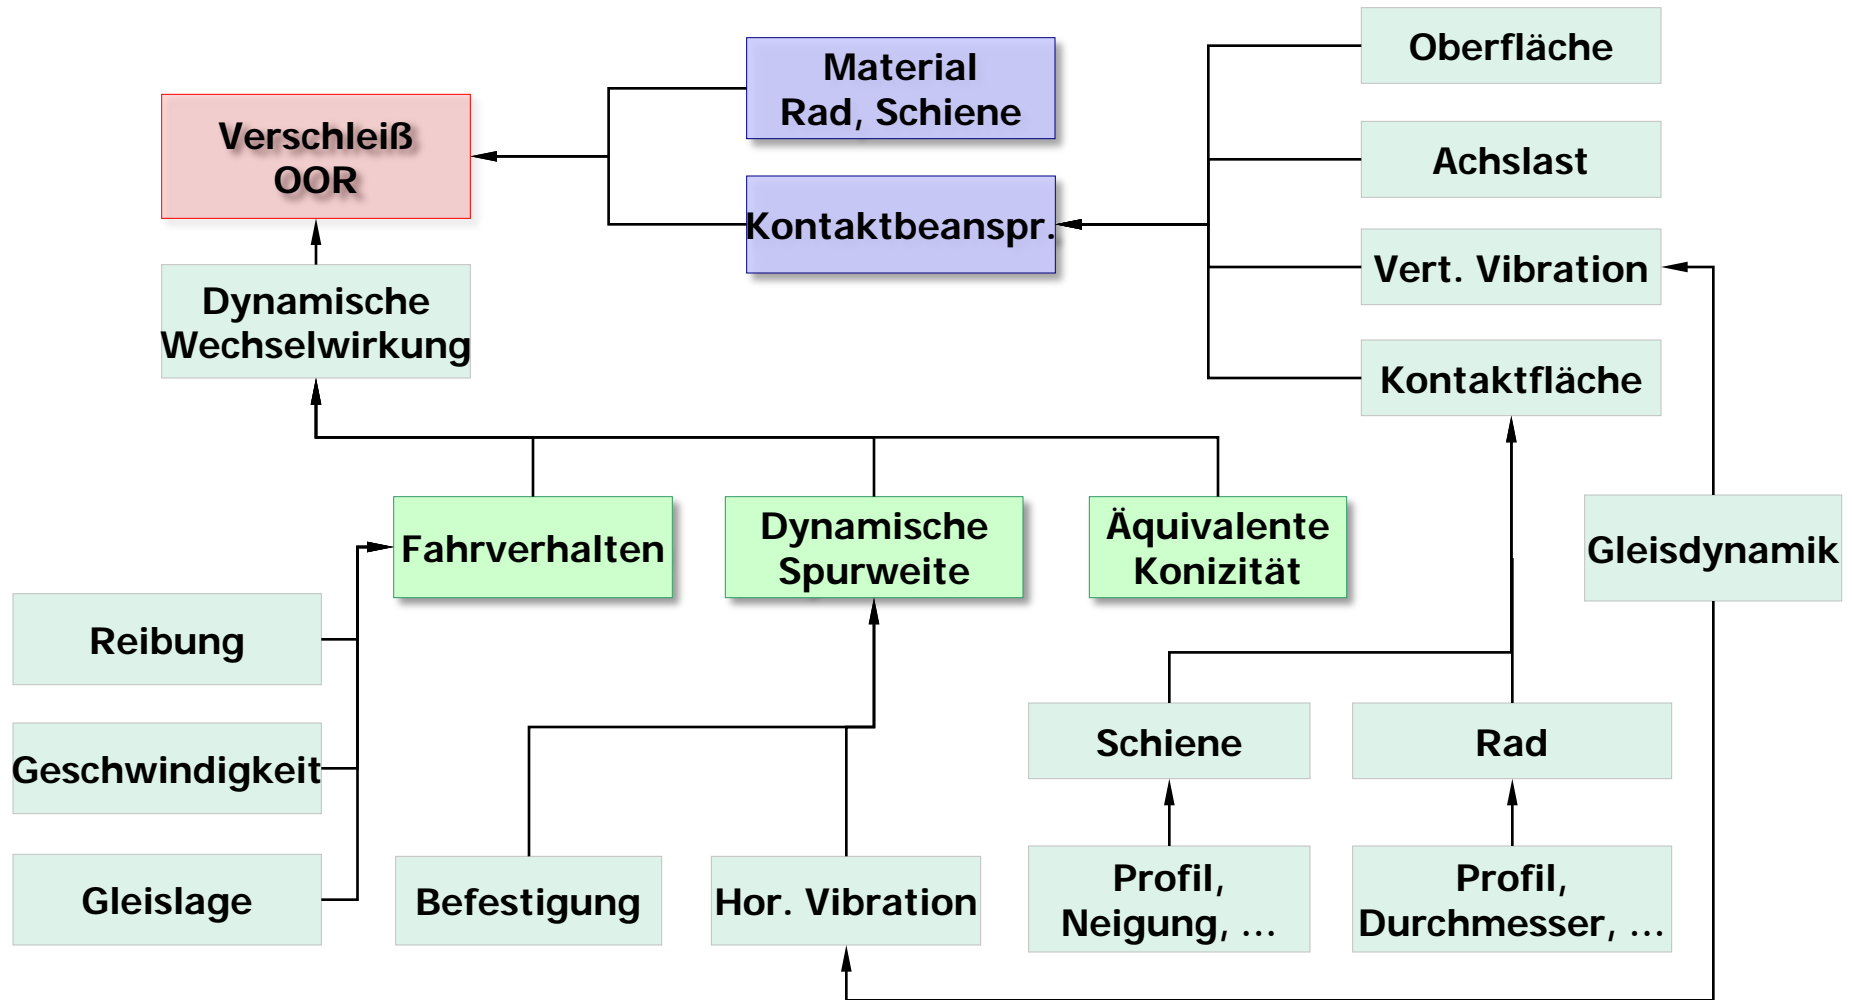 Oberfläche
Material
Rad, Schiene
Verschleiß
OOR
Achslast
Kontaktbeanspr.
Vert. Vibration
Dynamische
Wechselwirkung
Kontaktfläche
Fahrverhalten
Dynamische
Spurweite
Äquivalente
Konizität
Gleisdynamik
Reibung
Geschwindigkeit
Schiene
Rad
Gleislage
Befestigung
Hor. Vibration
Profil,
Neigung, ...
Profil,
Durchmesser, ...